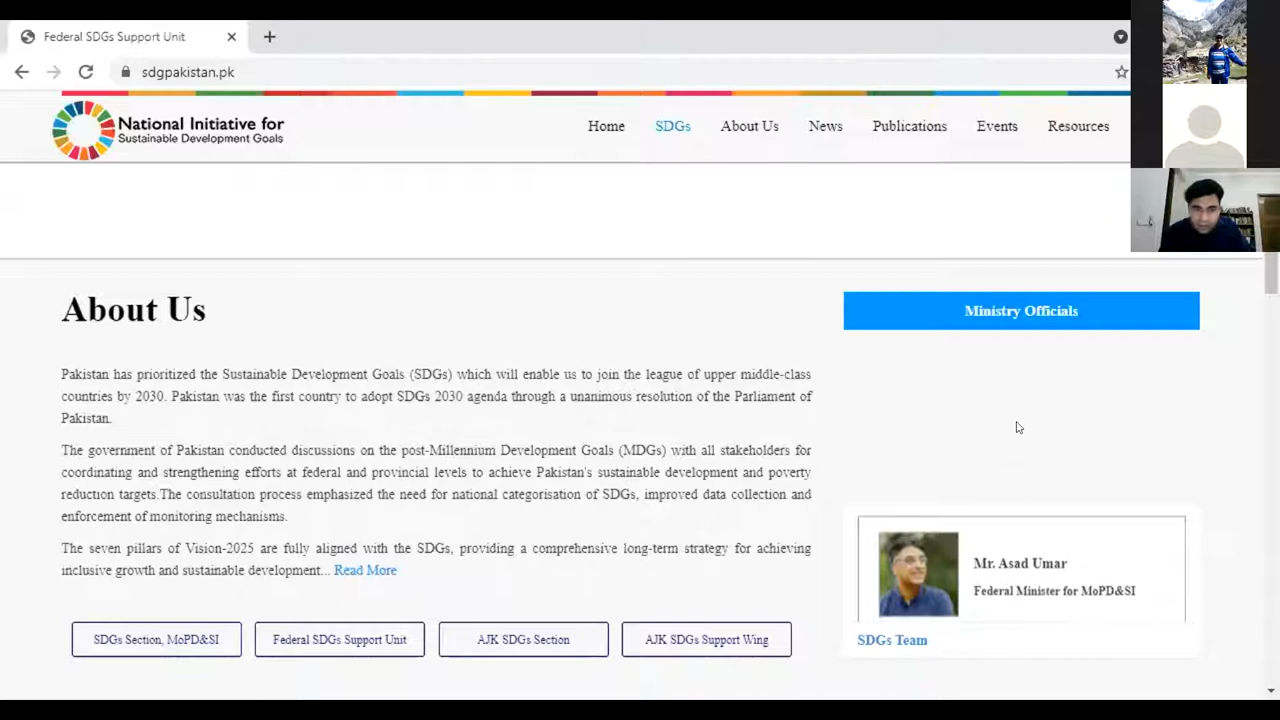 Federal SDGs Support Unit
sdgpakistan.pk
National Initiative for
Sustainable Development Goals
Home SDGs About Us News Publications Events Resources
About Us
Pakistan has prioritized the Sustainable Development Goals (SDGs) which will enable us to join the league of upper middle-class
countries by 2030. Pakistan was the first country to adopt SDGs 2030 agenda through a unanimous resolution of the Parliament of
Pakistan.
The government of Pakistan conducted discussions on the post-Millennium Development Goals (MDGs) with all stakeholders for
coordinating and strengthening efforts at federal and provincial levels to achieve Pakistan's sustainable development and poverty
reduction targets.The consultation process emphasized the need for national categorisation of SDGs, improved data collection and
enforcement of monitoring mechanisms.
The seven pillars of Vision-2025 are fully aligned with the SDGs, providing a comprehensive long-term strategy for achieving
inclusive growth and sustainable development... Read More
SDGs Section, MoPD&SI
Federal SDGs Support Unit
AJK SDGs Section
AJK SDGs Support Wing
Ministry Officials
Mr. Asad Umar
Federal Minister for MoPD&SI
SDGs Team